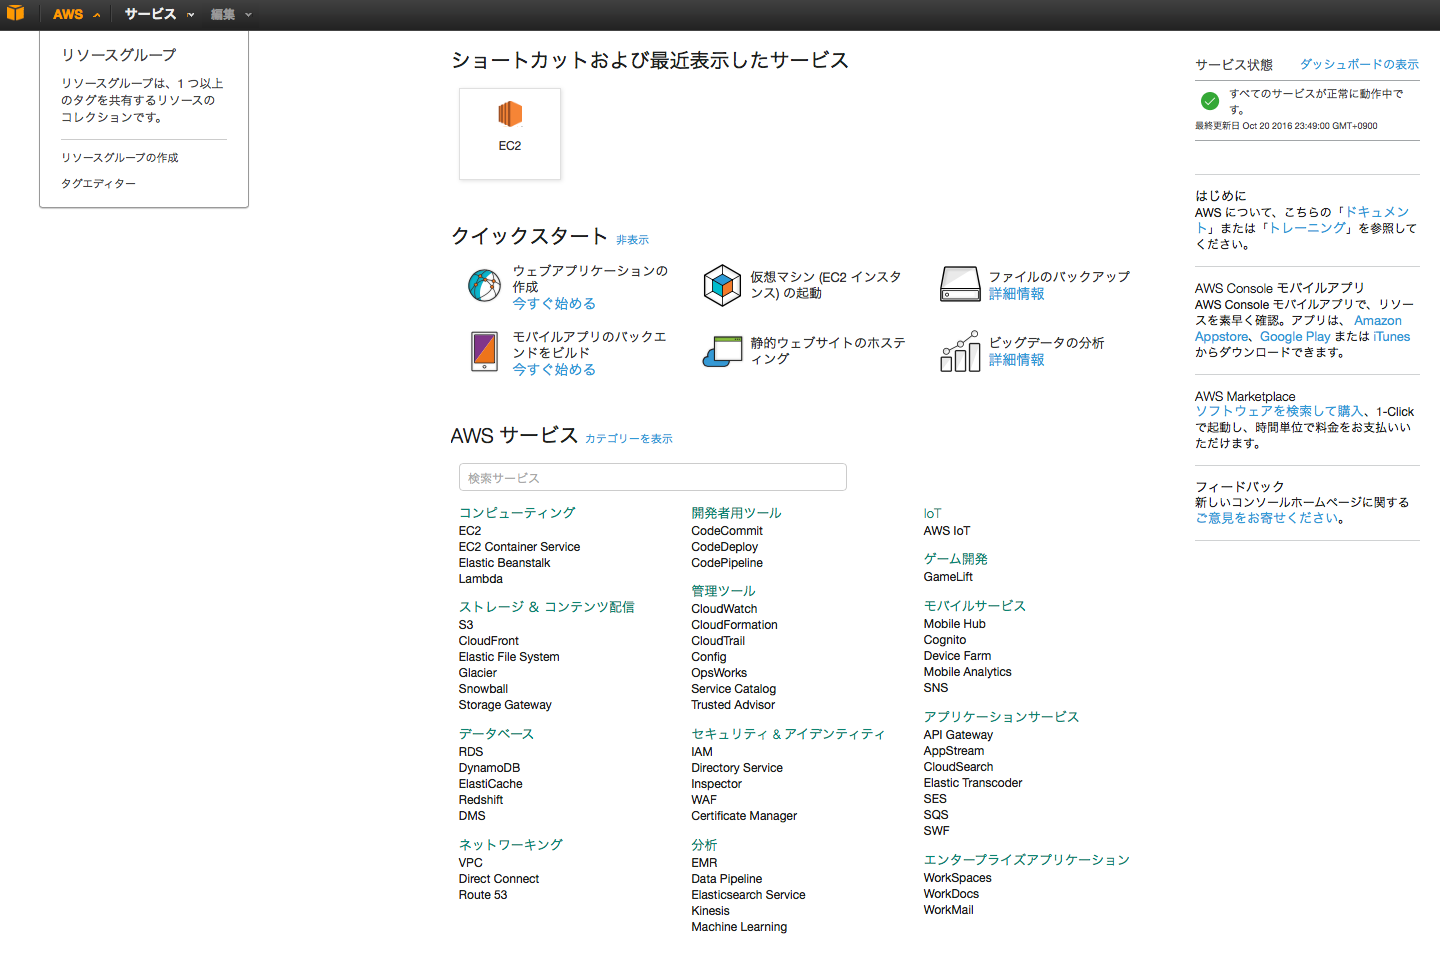 AWS サービス 編集
リソースグループ
リソースグループは、1 つ以上
のタグを共有するリソースの
コレクションです。
リソースグループの作成
タグエディター
ショートカットおよび最近表示したサービス
EC2
クイックスタート 非表示
ウェブアプリケーションの
作成
今すぐ始める
仮想マシン (EC2 インスタ
ンス) の起動
ファイルのバックアップ
詳細情報
モバイルアプリのバックエ
ンドをビルド
今すぐ始める
静的ウェブサイトのホステ
ィング
ビッグデータの分析
詳細情報
AWS サービス カテゴリーを表示
検索サービス
コンピューティング
EC2
EC2 Container Service
Elastic Beanstalk
Lambda
ストレージ & コンテンツ配信
S3
CloudFront
Elastic File System
Glacier
Snowball
Storage Gateway
データベース
RDS
DynamoDB
ElastiCache
Redshift
DMS
ネットワーキング
VPC
Direct Connect
Route 53
開発者用ツール
CodeCommit
CodeDeploy
CodePipeline
管理ツール
CloudWatch
CloudFormation
CloudTrail
Config
OpsWorks
Service Catalog
Trusted Advisor
セキュリティ & アイデンティティ
IAM
Directory Service
Inspector
WAF
Certificate Manager
分析
EMR
Data Pipeline
Elasticsearch Service
Kinesis
Machine Learning
IoT
AWS IoT
ゲーム開発
GameLift
モバイルサービス
Mobile Hub
Cognito
Device Farm
Mobile Analytics
SNS
アプリケーションサービス
API Gateway
AppStream
CloudSearch
Elastic Transcoder
SES
SQS
SWF
エンタープライズアプリケーション
WorkSpaces
WorkDocs
WorkMail
サービス状態 ダッシュボードの表示
すべてのサービスが正常に動作中で
す。
最終更新日 Oct 20 2016 23:49:00 GMT+0900
はじめに
AWS について、こちらの「ドキュメン
ト」または「トレーニング」を参照して
ください。
AWS Console モバイルアプリ
AWS Console モバイルアプリで、リソー
スを素早く確認。アプリは、 Amazon
Appstore、Google Play または iTunes
からダウンロードできます。
AWS Marketplace
ソフトウェアを検索して購入、1-Click
で起動し、時間単位で料金をお支払いい
ただけます。
フィードバック
新しいコンソールホームページに関する
ご意見をお寄せください。